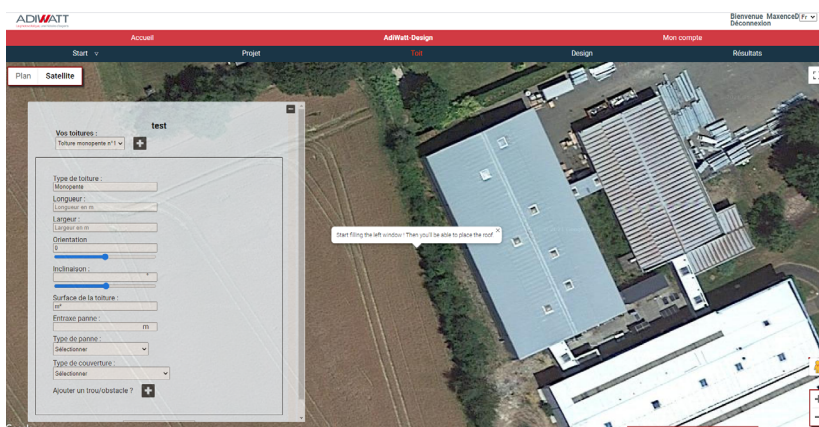 ADIWATT
Bienvenue MaxenceD Fr
Déconnexion
Accueil AdiWatt-Design Mon compte
Start Projet Toit Design Résultats
Plan Satellite
test
Vos toitures :
Toiture monopente n°1
Type de toiture :
Monopente
Longueur :
Longueur en m
Largeur :
Largeur en m
Orientation
0
Inclinaison :
°
Surface de la toiture :
m²
Entraxe panne :
m
Type de panne :
Sélectionner
Type de couverture :
Sélectionner
Ajouter un trou/obstacle ?
Start filling the left window ! Then you'll be able to place the roof.